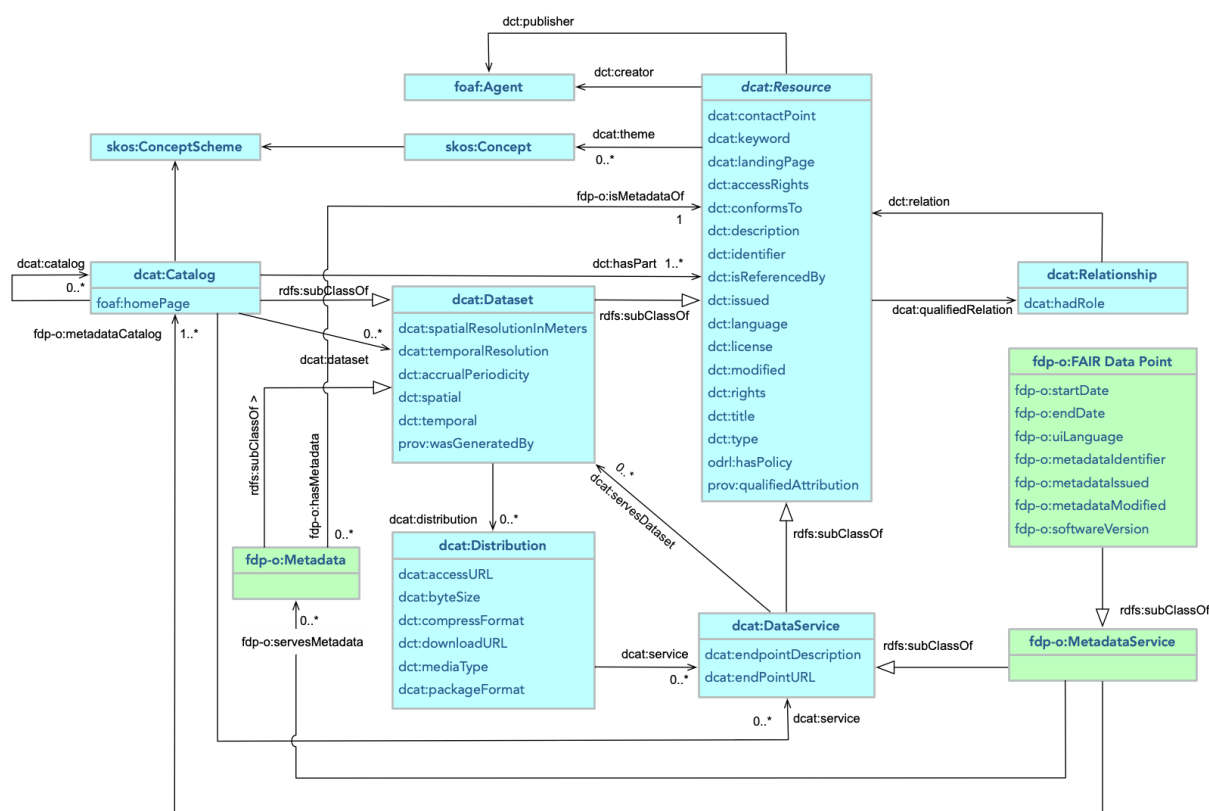 dct:publisher
foaf:Agent
dct:creator
dcat:Resource
dcat:contactPoint
dcat:keyword
dcat:landingPage
dct:accessRights
dct:conformsTo
dct:description
dct:identifier
dct:isReferencedBy
dct:issued
dct:language
dct:license
dct:modified
dct:rights
dct:title
dct:type
odrl:hasPolicy
prov:qualifiedAttribution
skos:ConceptScheme
skos:Concept
dcat:theme
0..*
fdp-o:isMetadataOf
1
dct:relation
dcat:catalog
0..*
dcat:Catalog
foaf:homePage
dct:hasPart 1..*
dcat:Relationship
dcat:hadRole
dcat:qualifiedRelation
rdfs:subClassOf
dcat:Dataset
dcat:spatialResolutionInMeters
dcat:temporalResolution
dct:accrualPeriodicity
dct:spatial
dct:temporal
prov:wasGeneratedBy
rdfs:subClassOf
fdp-o:metadataCatalog
1..*
0..*
dcat:dataset
fdp-o:FAIR Data Point
fdp-o:startDate
fdp-o:endDate
fdp-o:uiLanguage
fdp-o:metadataIdentifier
fdp-o:metadataIssued
fdp-o:metadataModified
fdp-o:softwareVersion
rdfs:subClassOf >
fdp-o:hasMetadata
0..*
0..*
dcat:servesDataset
dcat:distribution
0..*
dcat:Distribution
dcat:accessURL
dcat:byteSize
dct:compressFormat
dcat:downloadURL
dct:mediaType
dcat:packageFormat
rdfs:subClassOf
fdp-o:Metadata
0..*
fdp-o:servesMetadata
dcat:DataService
dcat:endpointDescription
dcat:endPointURL
dcat:service
0..*
rdfs:subClassOf
rdfs:subClassOf
fdp-o:MetadataService
0..*
dcat:service